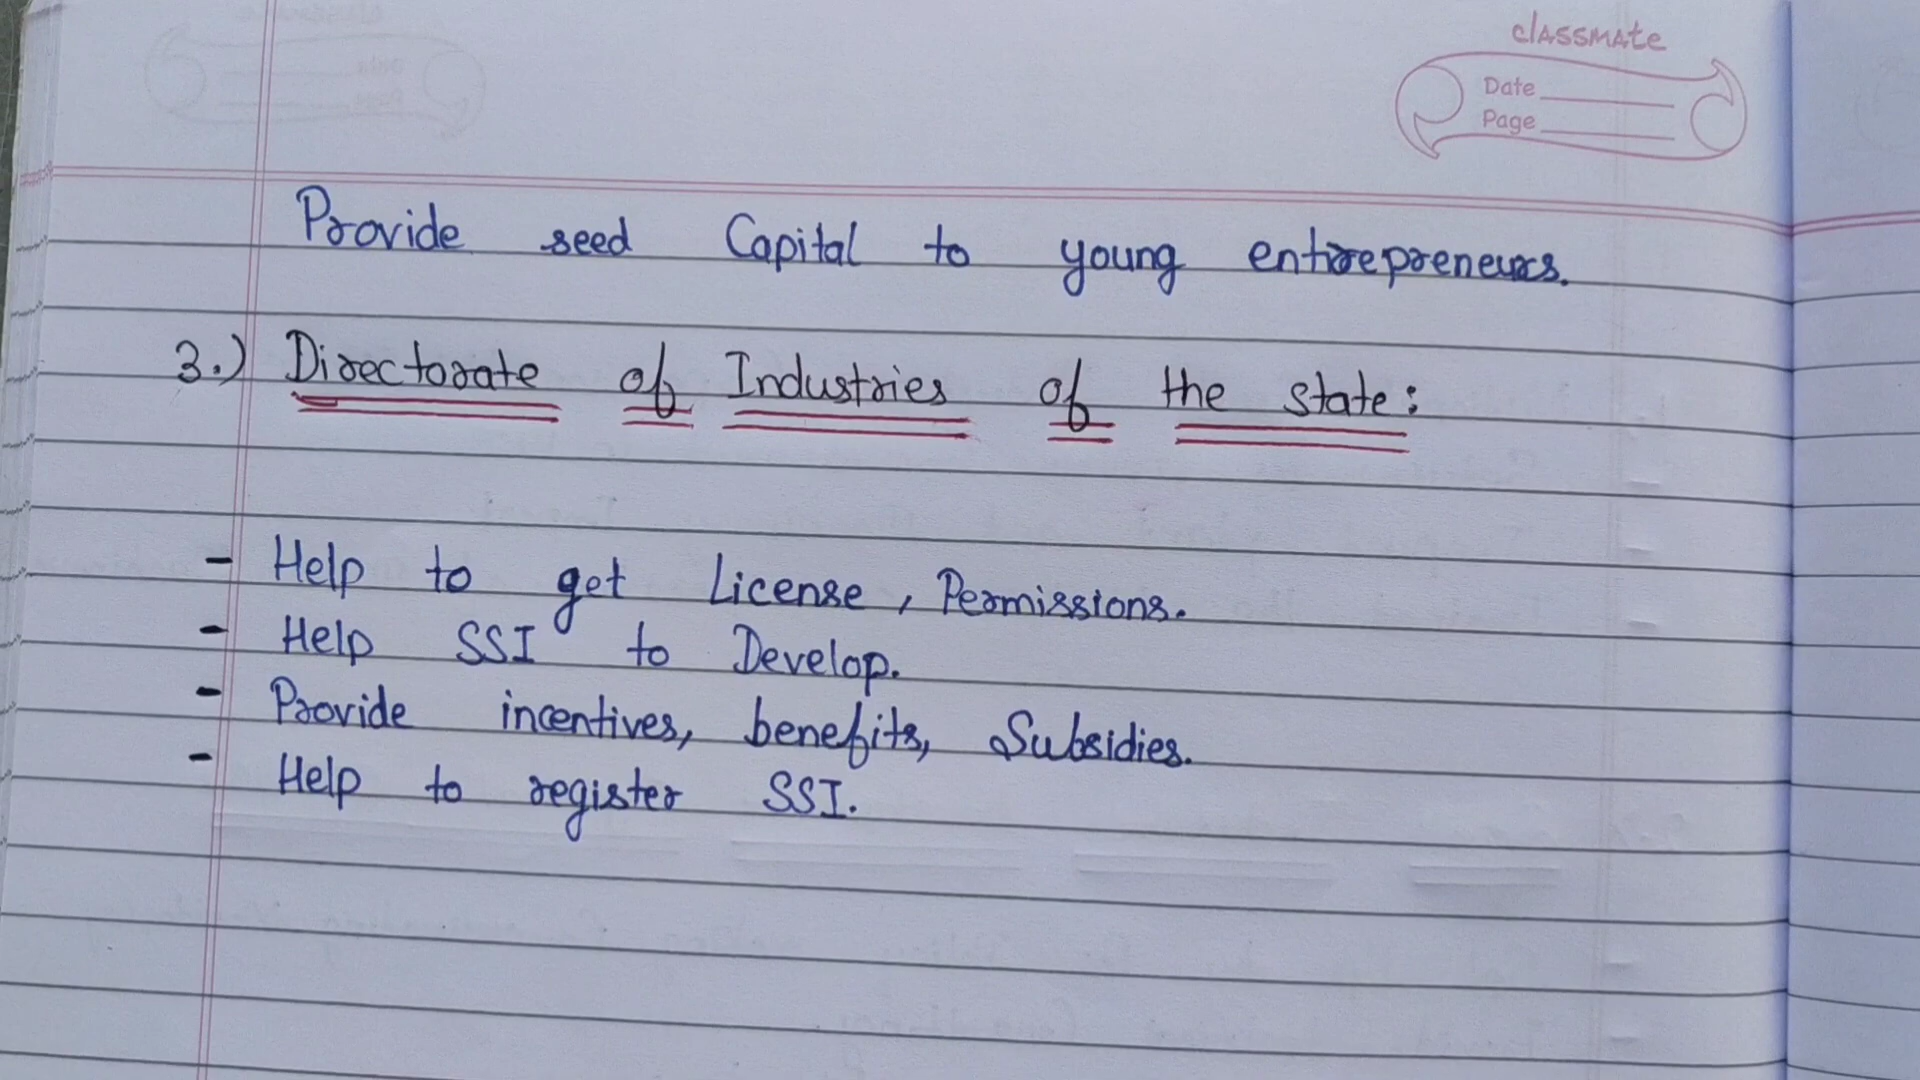 classmate
Date
Page
Provide seed Capital to young entrepreneurs.
3.) Directorate of Industries of the state:
- Help to get License, Permissions.
- Help SSI to Develop.
- Provide incentives, benefits, Subsidies.
- Help to register SSI.